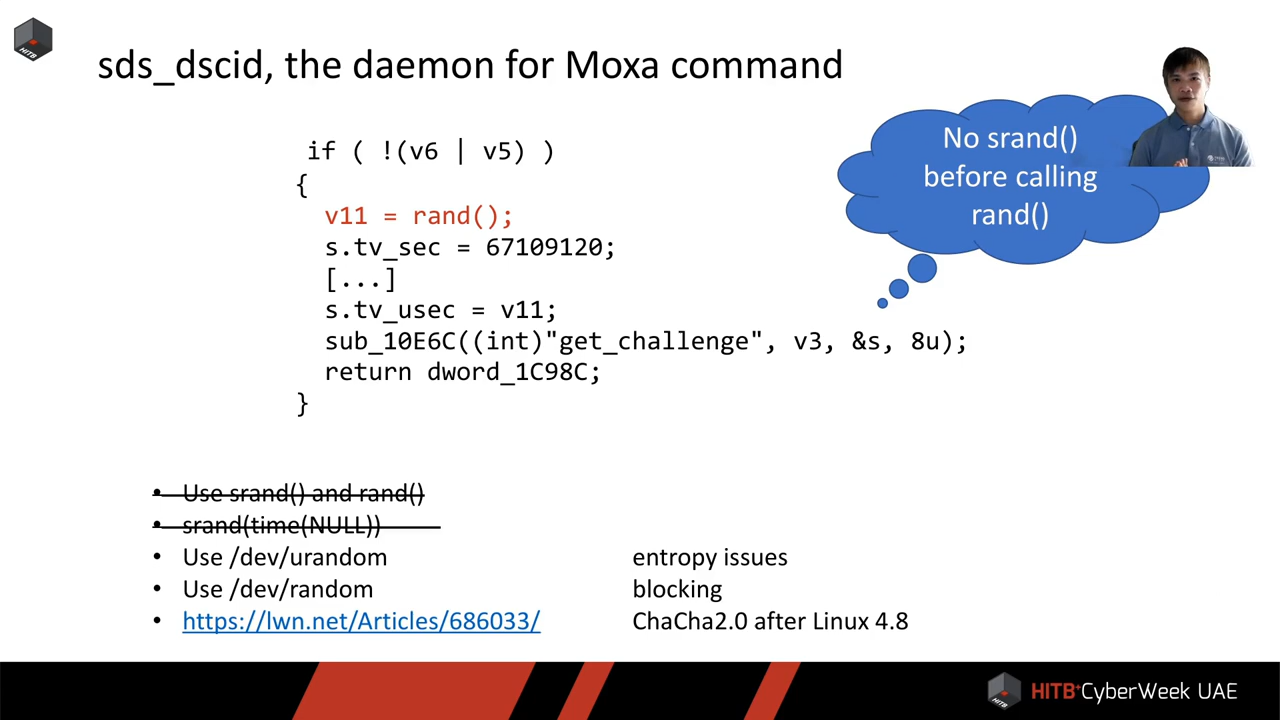 HITB
sds_dscid, the daemon for Moxa command
if ( !(v6 | v5) )
{
v11 = rand();
s.tv_sec = 67109120;
[...]
s.tv_usec = v11;
sub_10E6C((int)"get_challenge", v3, &s, 8u);
return dword_1C98C;
}
No srand()
before calling
rand()
• Use srand() and rand()
• srand(time(NULL))
• Use /dev/urandom entropy issues
• Use /dev/random blocking
• https://lwn.net/Articles/686033/ ChaCha2.0 after Linux 4.8
HITB+CyberWeek UAE